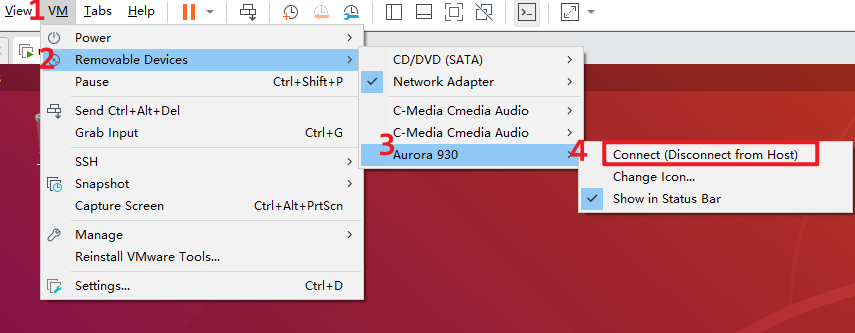 1
View VM Tabs Help
Power
2
Removable Devices
Pause Ctrl+Shift+P
Send Ctrl+Alt+Del
Grab Input Ctrl+G
SSH
Snapshot
Capture Screen Ctrl+Alt+PrtScn
Manage
Reinstall VMware Tools...
Settings... Ctrl+D
CD/DVD (SATA)
Network Adapter
C-Media Cmedia Audio
C-Media Cmedia Audio
3
Aurora 930
4
Connect (Disconnect from Host)
Change Icon...
Show in Status Bar